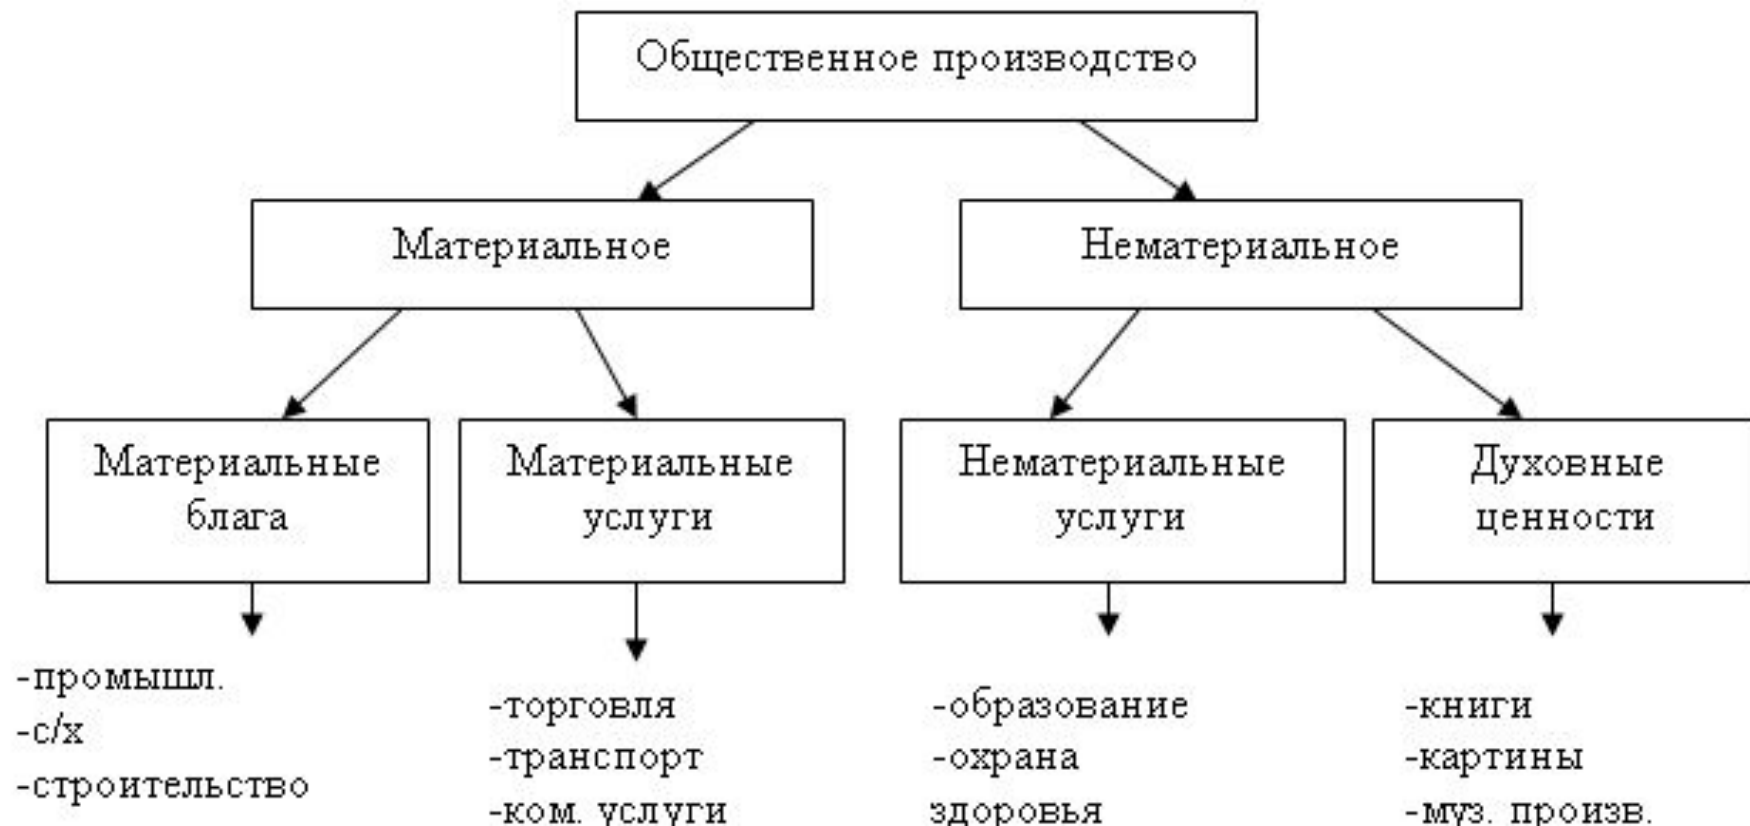 Общественное производство
Материальное
Нематериальное
Материальные
блага
Материальные
услуги
Нематериальные
услуги
Духовные
ценности
-промышл.
-с/х
-строительство
-торговля
-транспорт
-ком. услуги
-образование
-охрана
здоровья
-книги
-картины
-муз. произв.